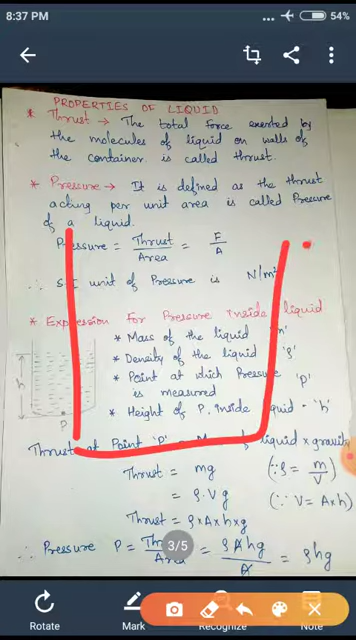 8:37 PM
54%
PROPERTIES OF LIQUID
* Thrust → The total force exerted by
the molecules of liquid on walls of
the container is called thrust.
* Pressure → It is defined as the thrust
acting per unit area is called Pressure
of a liquid.
Pressure = Thrust/Area = F/A
∴ S.I unit of Pressure is N/m²
* Expression for Pressure Inside liquid
* Mass of the liquid 'm'
* Density of the liquid 'ρ'
* Point at which Pressure 'P'
is measured
* Height of P, inside liquid - 'h'
h
P
Thrust at Point 'P' = liquid x gravity
Thrust = mg (∵ρ = m/V)
= ρ.Vg (∵ V = Axh)
Thrust = ρxAxhxg
∴ Pressure P = Area = ρAhg/A = ρhg
3/5
Rotate Mark Recognize Note